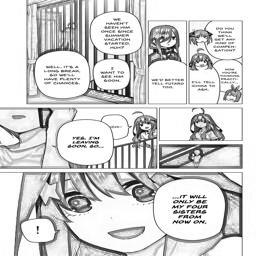 DO YOU
THINK
WE'LL
GET ANY
KIND OF
COMPEN-
SATION?
WE
HAVEN'T
SEEN HIM
ONCE SINCE
SUMMER
VACATION
STARTED,
HUH?
WELL, IT'S A
LONG BREAK,
SO WE'LL
HAVE PLENTY
OF CHANCES.
I
WANT TO
SEE HIM
SOON.
I'LL TELL
ICHIKA TO
ASK.
WE'D BETTER
TELL FUTARO
TOO.
YES. I'M
LEAVING
SOON, SO...
...IT WILL
ONLY BE
MY FOUR
SISTERS
FROM
NOW ON.
!